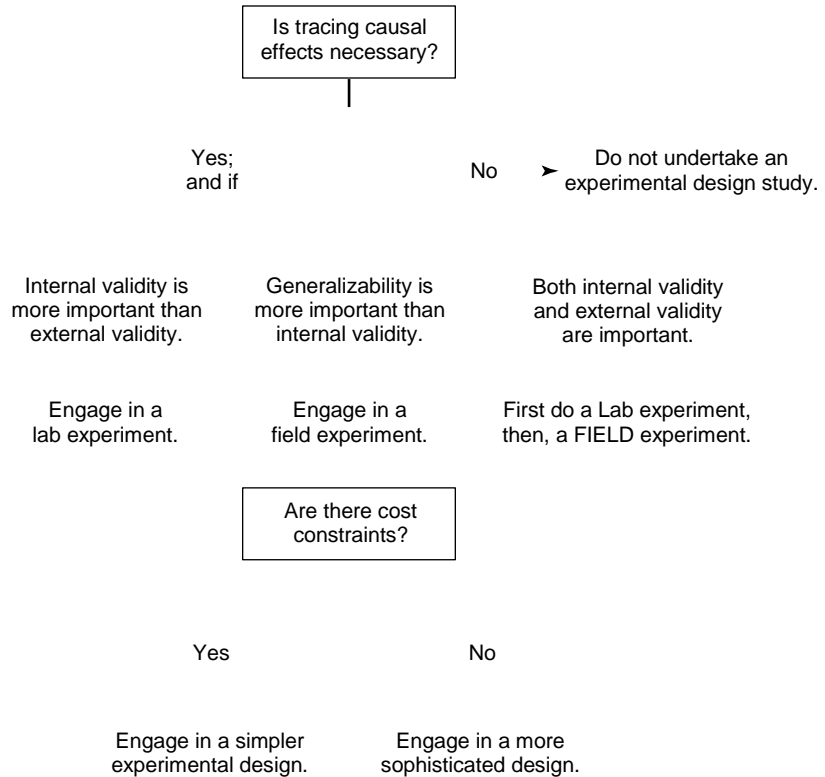 Is tracing causal
effects necessary?
Yes;
and if
No
Do not undertake an
experimental design study.
Internal validity is
more important than
external validity.
Generalizability is
more important than
internal validity.
Both internal validity
and external validity
are important.
Engage in a
lab experiment.
Engage in a
field experiment.
First do a Lab experiment,
then, a FIELD experiment.
Are there cost
constraints?
Yes
No
Engage in a simpler
experimental design.
Engage in a more
sophisticated design.